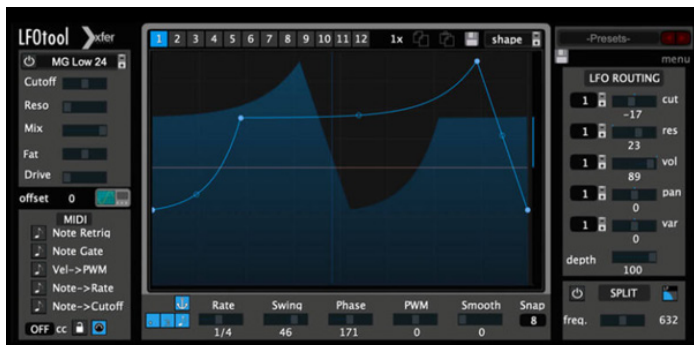 LFOtool xfer
1 2 3 4 5 6 7 8 9 10 11 12 1x shape
-Presets-
menu
MG Low 24
Cutoff
Reso
Mix
Fat
Drive
offset 0
MIDI
Note Retrig
Note Gate
Vel->PWM
Note->Rate
Note->Cutoff
OFF cc
Rate Swing Phase PWM Smooth Snap
1/4 46 171 0 0 8
LFO ROUTING
1 cut
-17
1 res
23
1 vol
89
1 pan
0
1 var
0
depth
100
SPLIT
freq. 632